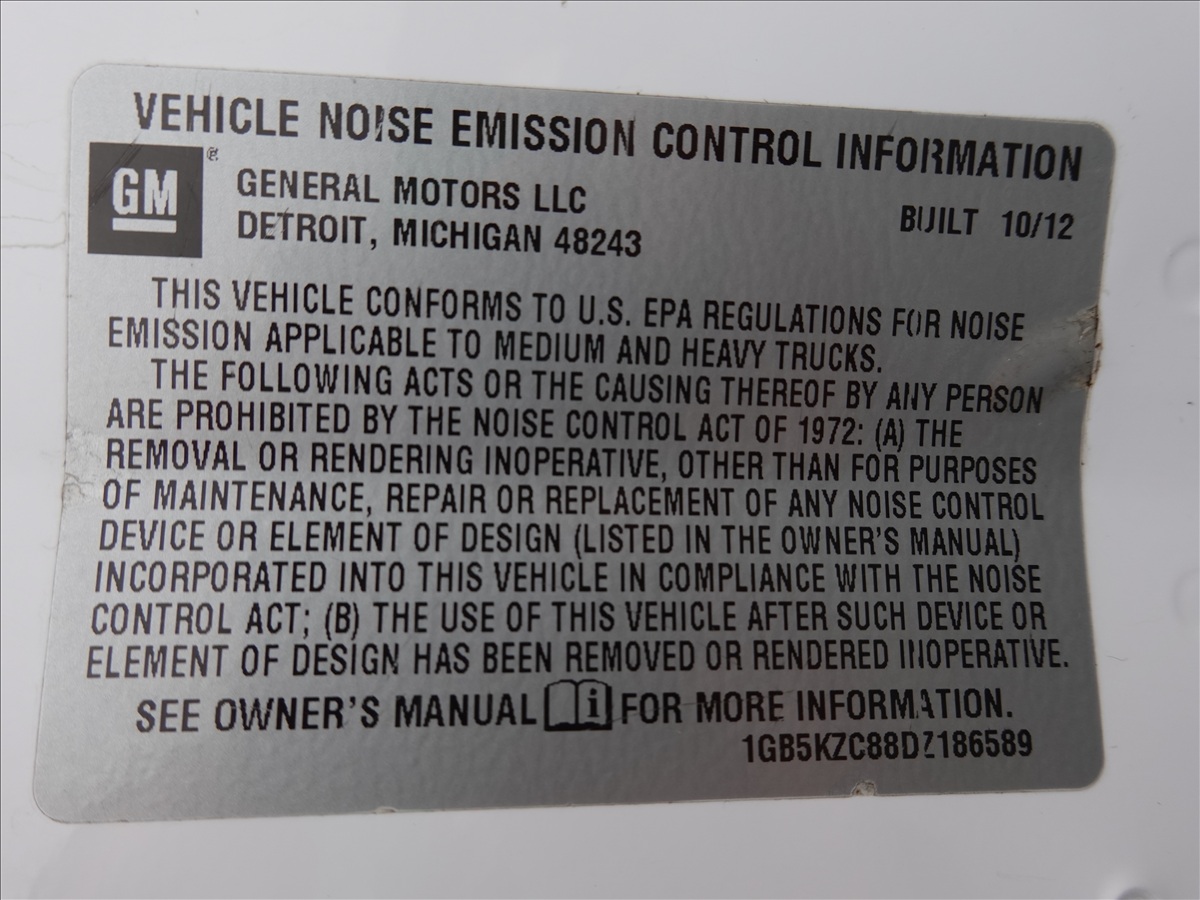 VEHICLE NOISE EMISSION CONTROL INFORMATION
GM ®
GENERAL MOTORS LLC
DETROIT, MICHIGAN 48243
BUILT 10/12
THIS VEHICLE CONFORMS TO U.S. EPA REGULATIONS FOR NOISE
EMISSION APPLICABLE TO MEDIUM AND HEAVY TRUCKS.
THE FOLLOWING ACTS OR THE CAUSING THEREOF BY ANY PERSON
ARE PROHIBITED BY THE NOISE CONTROL ACT OF 1972: (A) THE
REMOVAL OR RENDERING INOPERATIVE, OTHER THAN FOR PURPOSES
OF MAINTENANCE, REPAIR OR REPLACEMENT OF ANY NOISE CONTROL
DEVICE OR ELEMENT OF DESIGN (LISTED IN THE OWNER'S MANUAL)
INCORPORATED INTO THIS VEHICLE IN COMPLIANCE WITH THE NOISE
CONTROL ACT; (B) THE USE OF THIS VEHICLE AFTER SUCH DEVICE OR
ELEMENT OF DESIGN HAS BEEN REMOVED OR RENDERED INOPERATIVE.
SEE OWNER'S MANUAL i FOR MORE INFORMATION.
1GB5KZC88DZ186589